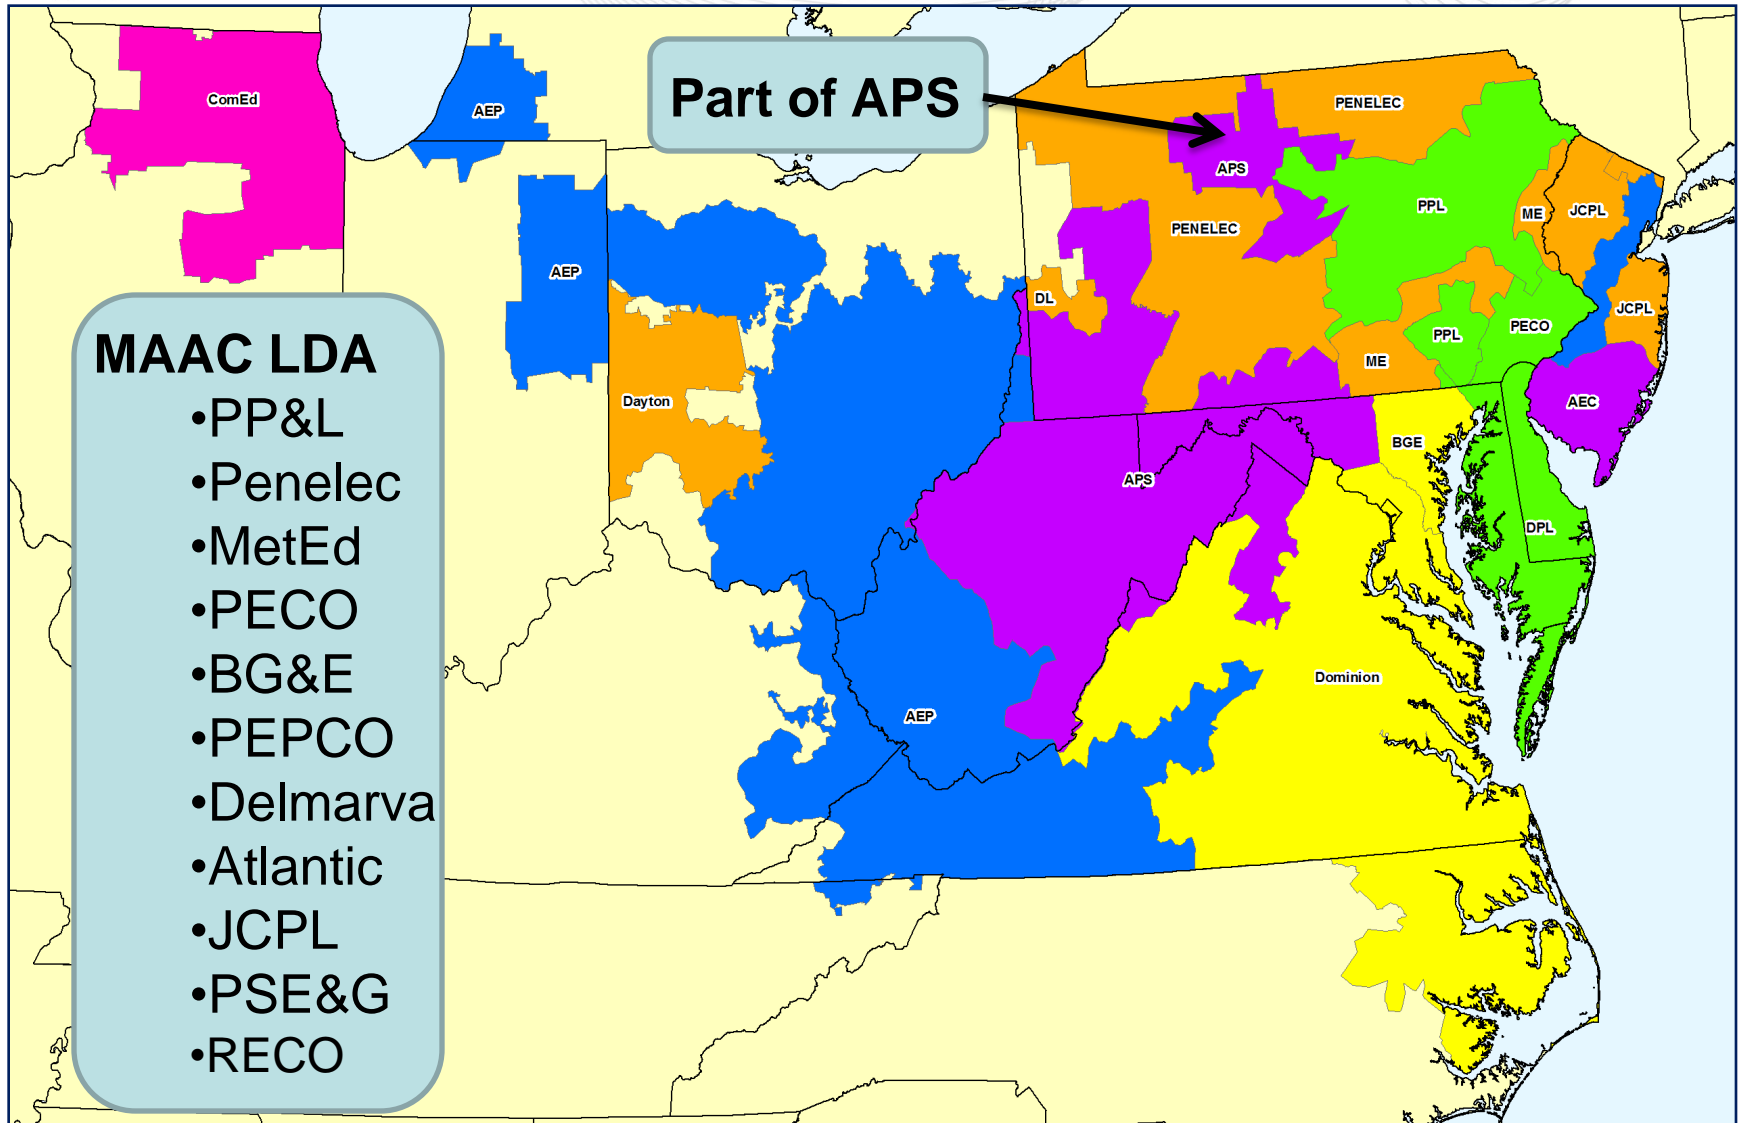 Part of APS
ComEd
AEP
PENELEC
APS
PPL
ME
JCPL
PENELEC
AEP
DL
JCPL
PECO
PPL
ME
Dayton
AEC
BGE
APS
DPL
Dominion
AEP
MAAC LDA
•PP&L
•Penelec
•MetEd
•PECO
•BG&E
•PEPCO
•Delmarva
•Atlantic
•JCPL
•PSE&G
•RECO